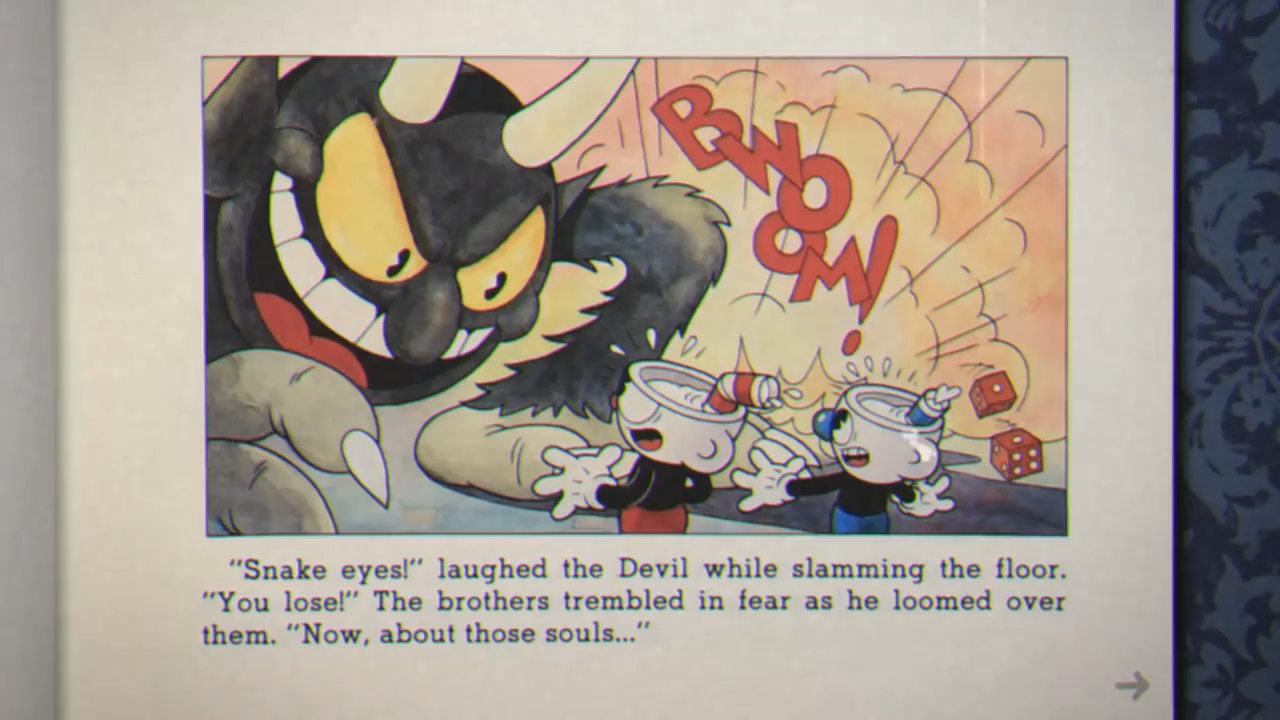 BWOOM!
"Snake eyes!" laughed the Devil while slamming the floor.
"You lose!" The brothers trembled in fear as he loomed over
them. "Now, about those souls..."